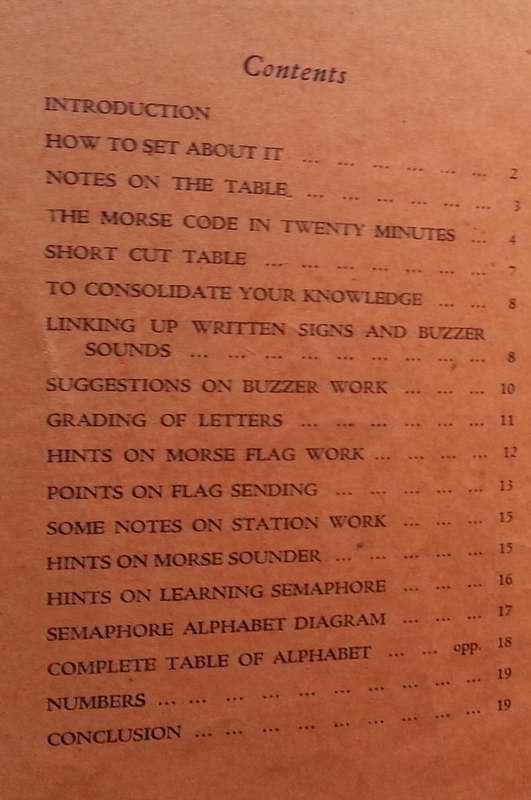 Contents
INTRODUCTION
HOW TO SET ABOUT IT ... ... ... ... ... ... 2
NOTES ON THE TABLE ... ... ... ... ... ... 3
THE MORSE CODE IN TWENTY MINUTES ... 4
SHORT CUT TABLE ... ... ... ... ... ... ... 7
TO CONSOLIDATE YOUR KNOWLEDGE ... ... 8
LINKING UP WRITTEN SIGNS AND BUZZER
SOUNDS ... ... ... ... ... ... ... ... ... 8
SUGGESTIONS ON BUZZER WORK ... ... ... 10
GRADING OF LETTERS ... ... ... ... ... ... 11
HINTS ON MORSE FLAG WORK ... ... ... ... 12
POINTS ON FLAG SENDING ... ... ... ... ... 13
SOME NOTES ON STATION WORK ... ... ... 15
HINTS ON MORSE SOUNDER ... ... ... ... ... 15
HINTS ON LEARNING SEMAPHORE ... ... ... 16
SEMAPHORE ALPHABET DIAGRAM ... ... ... 17
COMPLETE TABLE OF ALPHABET ... ... opp. 18
NUMBERS ... ... ... ... ... ... ... ... ... ... 19
CONCLUSION ... ... ... ... ... ... ... ... ... 19